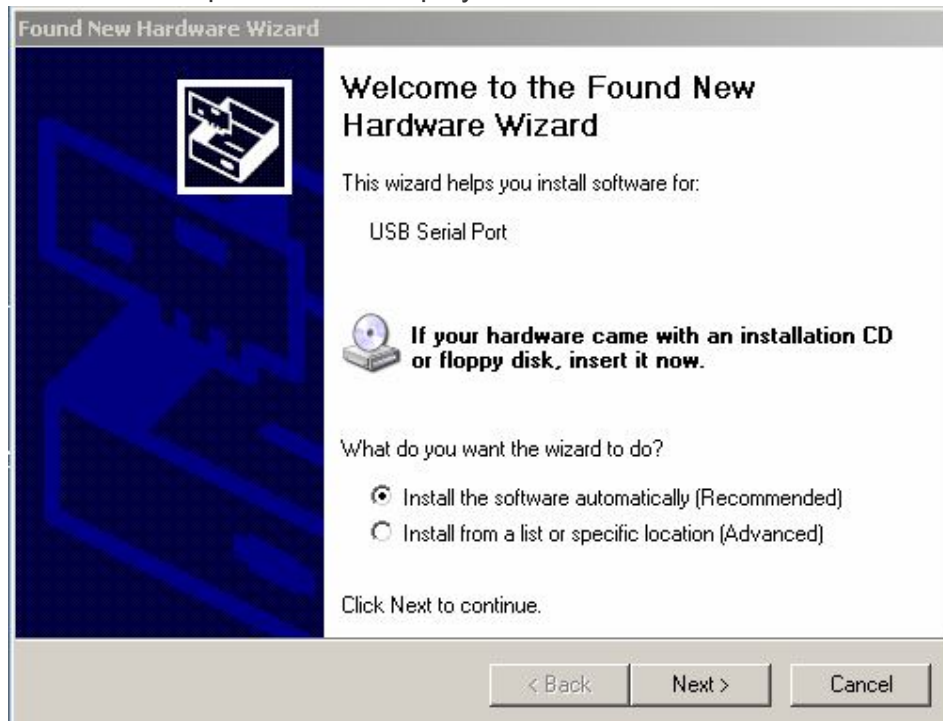 Found New Hardware Wizard
Welcome to the Found New
Hardware Wizard
This wizard helps you install software for:
USB Serial Port
If your hardware came with an installation CD
or floppy disk, insert it now.
What do you want the wizard to do?
Install the software automatically (Recommended)
Install from a list or specific location (Advanced)
Click Next to continue.
< Back
Next >
Cancel